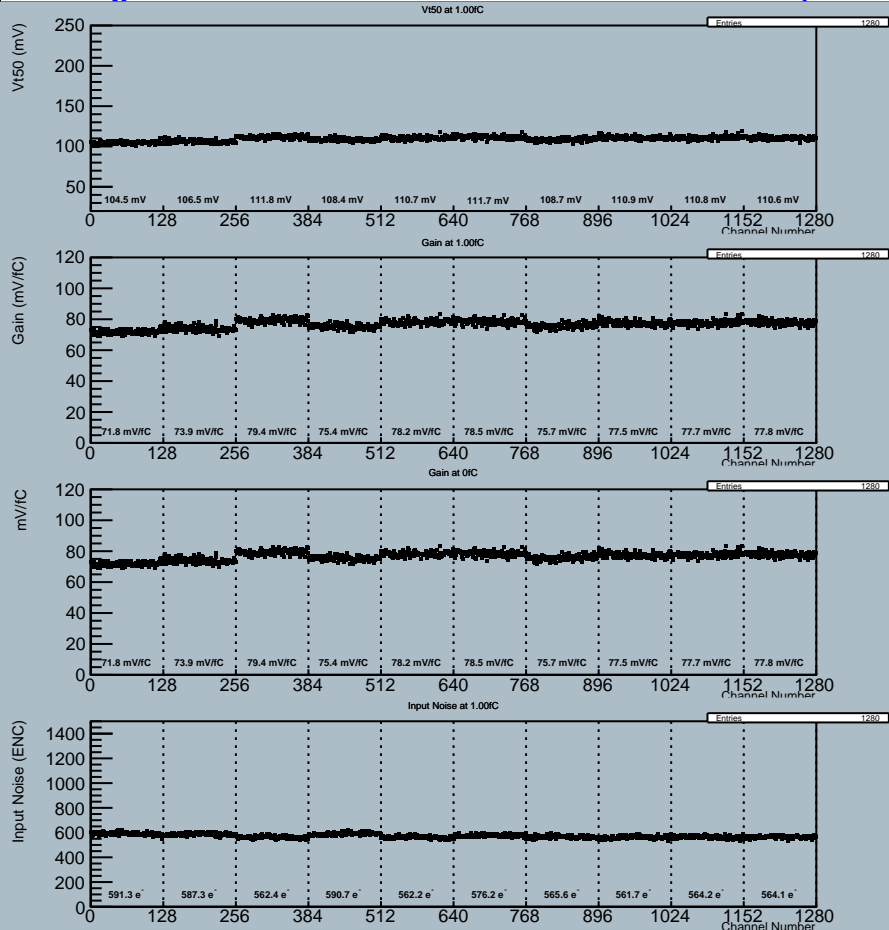 Vt50 at 1.00fC
Entries 1280
Vt50 (mV)
250
200
150
100
50
104.5 mV 106.5 mV 111.8 mV 108.4 mV 110.7 mV 111.7 mV 108.7 mV 110.9 mV 110.8 mV 110.6 mV
0 128 256 384 512 640 768 896 1024 1152 1280
Channel Number
Gain at 1.00fC
Entries 1280
Gain (mV/fC)
120
100
80
60
40
20
0
71.8 mV/fC 73.9 mV/fC 79.4 mV/fC 75.4 mV/fC 78.2 mV/fC 78.5 mV/fC 75.7 mV/fC 77.5 mV/fC 77.7 mV/fC 77.8 mV/fC
0 128 256 384 512 640 768 896 1024 1152 1280
Channel Number
Gain at 0fC
Entries 1280
mV/fC
120
100
80
60
40
20
0
71.8 mV/fC 73.9 mV/fC 79.4 mV/fC 75.4 mV/fC 78.2 mV/fC 78.5 mV/fC 75.7 mV/fC 77.5 mV/fC 77.7 mV/fC 77.8 mV/fC
0 128 256 384 512 640 768 896 1024 1152 1280
Channel Number
Input Noise at 1.00fC
Entries 1280
Input Noise (ENC)
1400
1200
1000
800
600
400
200
0
591.3 e⁻ 587.3 e⁻ 562.4 e⁻ 590.7 e⁻ 562.2 e⁻ 576.2 e⁻ 565.6 e⁻ 561.7 e⁻ 564.2 e⁻ 564.1 e⁻
0 128 256 384 512 640 768 896 1024 1152 1280
Channel Number